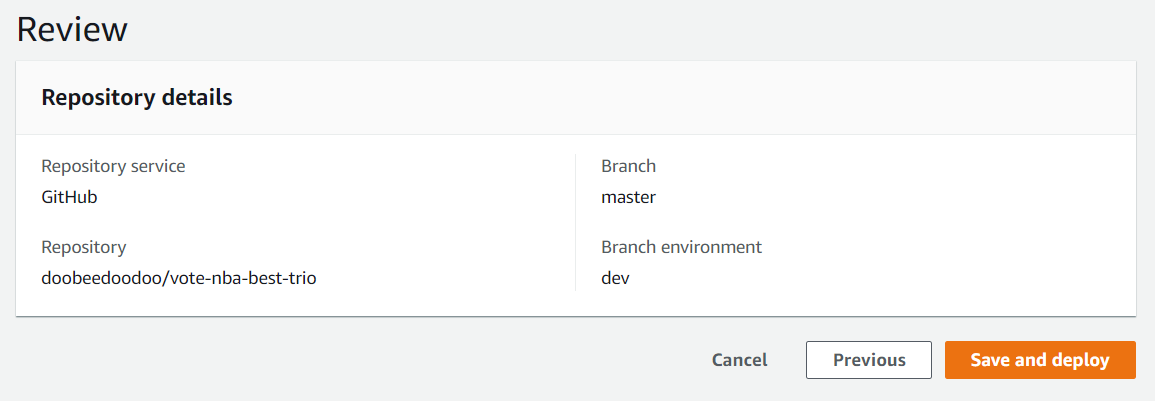 Review
Repository details
Repository service
GitHub
Repository
doobeedoodoo/vote-nba-best-trio
Branch
master
Branch environment
dev
Cancel
Previous
Save and deploy